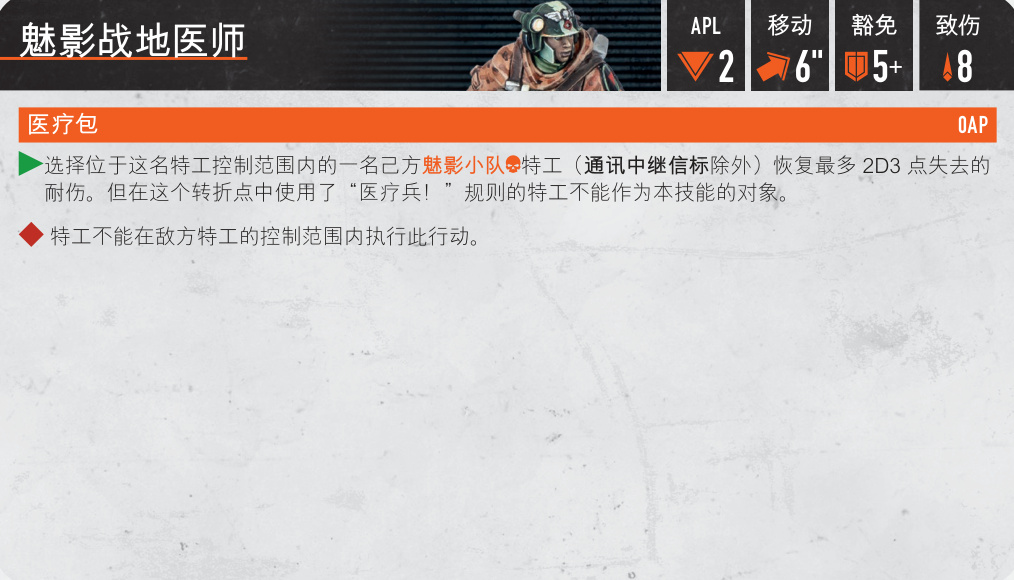 魅影战地医师
APL 移动 豁免 致伤
2 6" 5+ 8
医疗包 0AP
选择位于这名特工控制范围内的一名己方魅影小队特工（通讯中继信标除外）恢复最多 2D3 点失去的
耐伤。但在这个转折点中使用了“医疗兵！”规则的特工不能作为本技能的对象。
特工不能在敌方特工的控制范围内执行此行动。